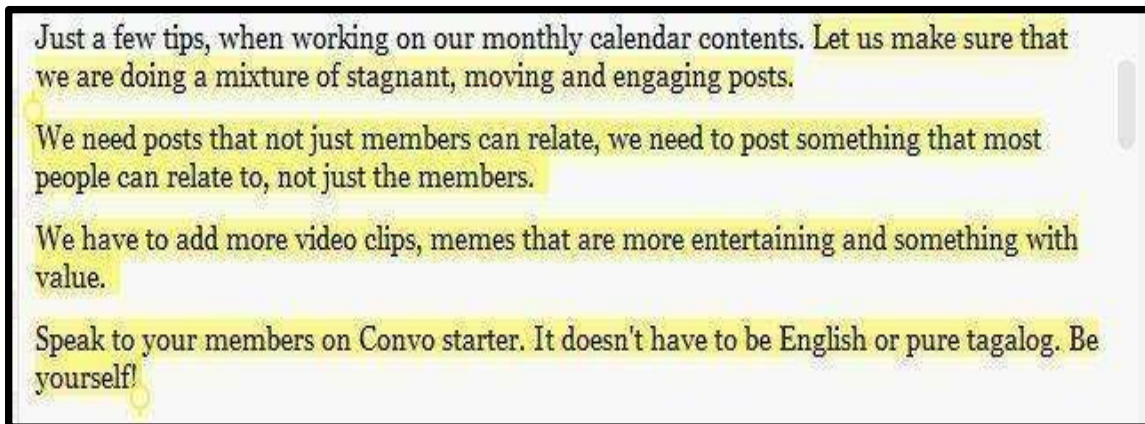 Just a few tips, when working on our monthly calendar contents. Let us make sure that
we are doing a mixture of stagnant, moving and engaging posts.
We need posts that not just members can relate, we need to post something that most
people can relate to, not just the members.
We have to add more video clips, memes that are more entertaining and something with
value.
Speak to your members on Convo starter. It doesn't have to be English or pure tagalog. Be
yourself!